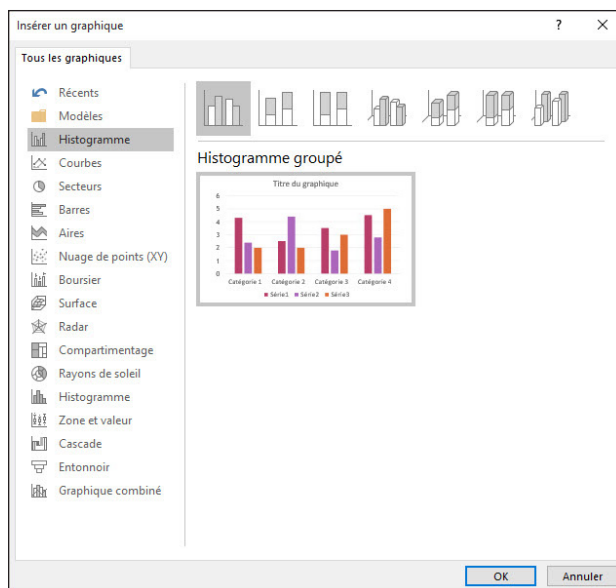 Insérer un graphique
?
Tous les graphiques
Récents
Modèles
Histogramme
Courbes
Secteurs
Barres
Aires
Nuage de points (XY)
Boursier
Surface
Radar
Compartimentage
Rayons de soleil
Histogramme
Zone et valeur
Cascade
Entonnoir
Graphique combiné
Histogramme groupé
Titre du graphique
6
5
4
3
2
1
0
Catégorie 1 Catégorie 2 Catégorie 3 Catégorie 4
Série1 Série2 Série3
OK Annuler